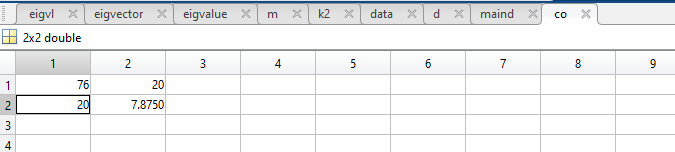 eigvl eigvector eigvalue m k2 data d maind co
2x2 double
1 2 3 4 5 6 7 8 9
1 76 20
2 20 7.8750
3
4